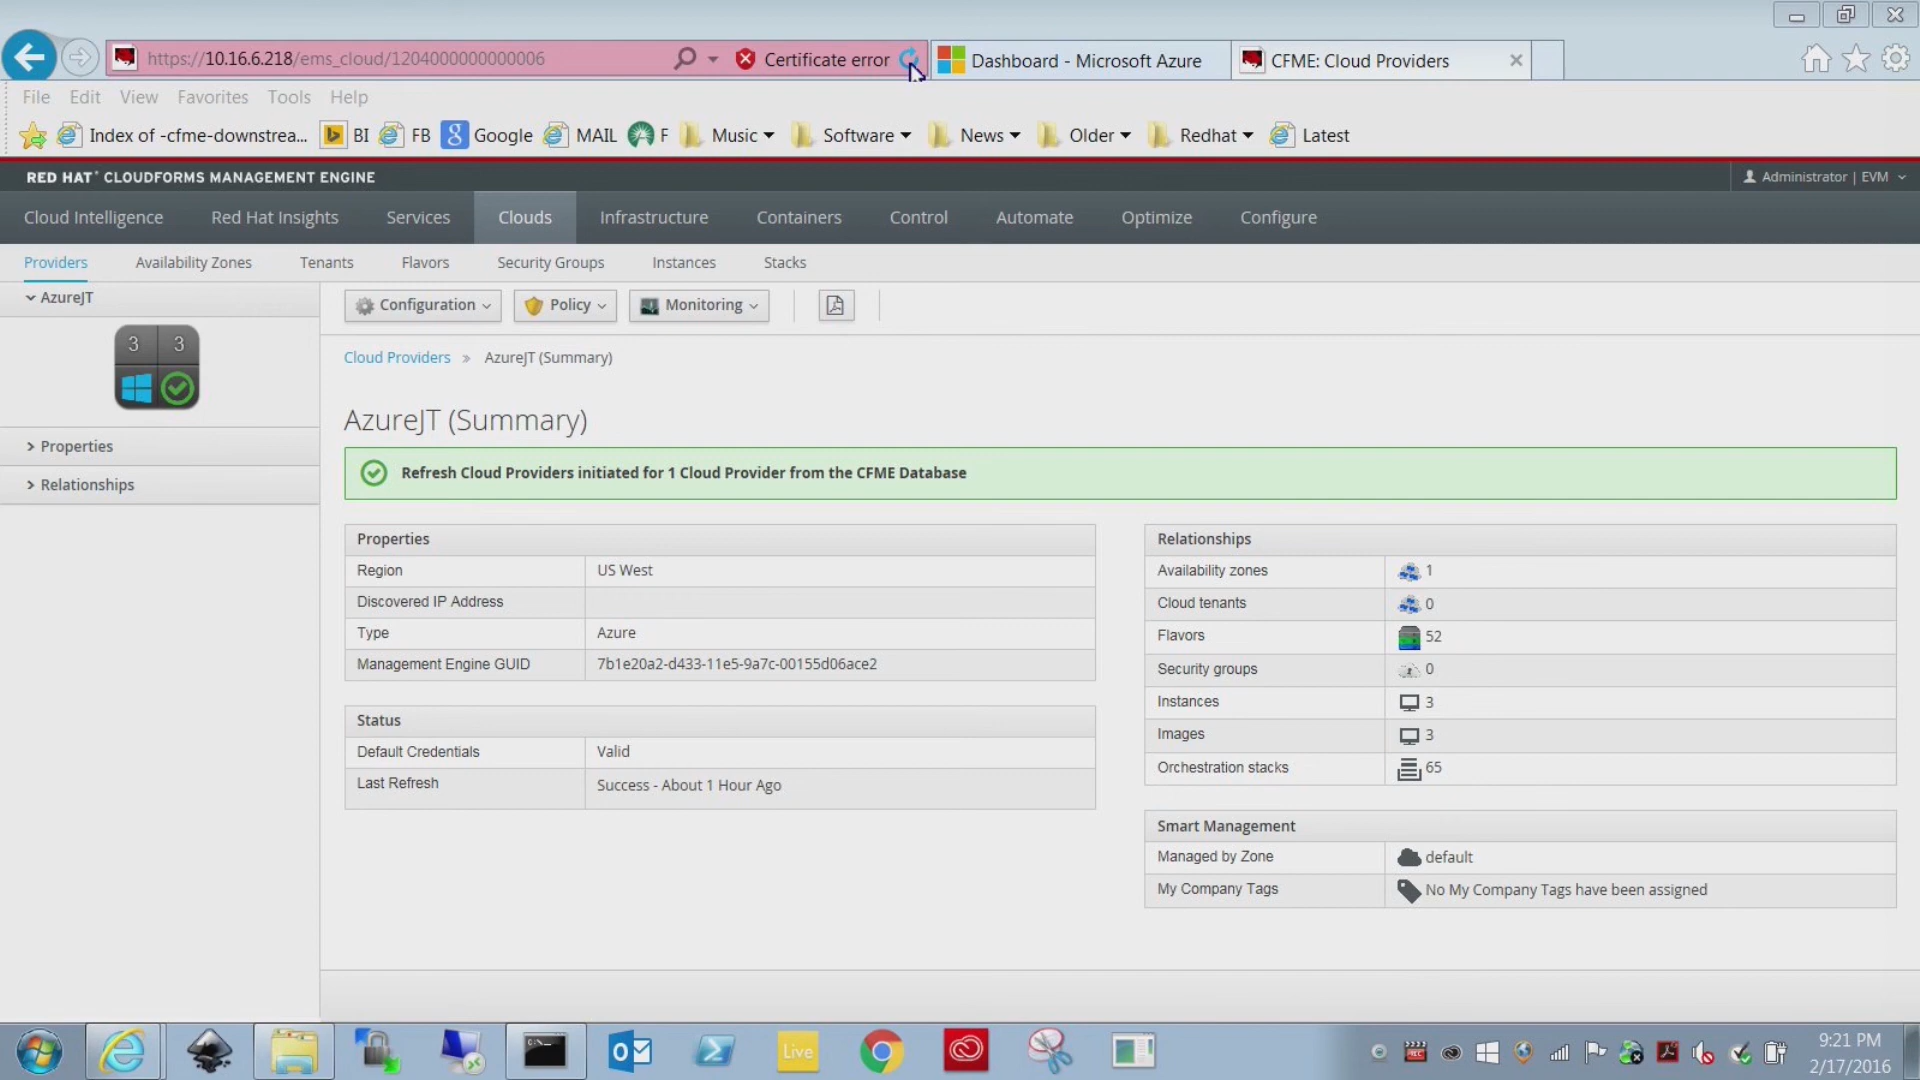 https://10.16.6.218/ems_cloud/1204000000000006
Certificate error
Dashboard - Microsoft Azure
CFME: Cloud Providers
File Edit View Favorites Tools Help
Index of -cfme-downstrea... BI FB Google MAIL F Music Software News Older Redhat Latest
RED HAT® CLOUDFORMS MANAGEMENT ENGINE
Administrator | EVM
Cloud Intelligence Red Hat Insights Services Clouds Infrastructure Containers Control Automate Optimize Configure
Providers Availability Zones Tenants Flavors Security Groups Instances Stacks
AzureJT
3 3
Properties
Relationships
Configuration Policy Monitoring
Cloud Providers » AzureJT (Summary)
AzureJT (Summary)
Refresh Cloud Providers initiated for 1 Cloud Provider from the CFME Database
Properties
Region US West
Discovered IP Address
Type Azure
Management Engine GUID 7b1e20a2-d433-11e5-9a7c-00155d06ace2
Status
Default Credentials Valid
Last Refresh Success - About 1 Hour Ago
Relationships
Availability zones 1
Cloud tenants 0
Flavors 52
Security groups 0
Instances 3
Images 3
Orchestration stacks 65
Smart Management
Managed by Zone default
My Company Tags No My Company Tags have been assigned
Live
9:21 PM
2/17/2016